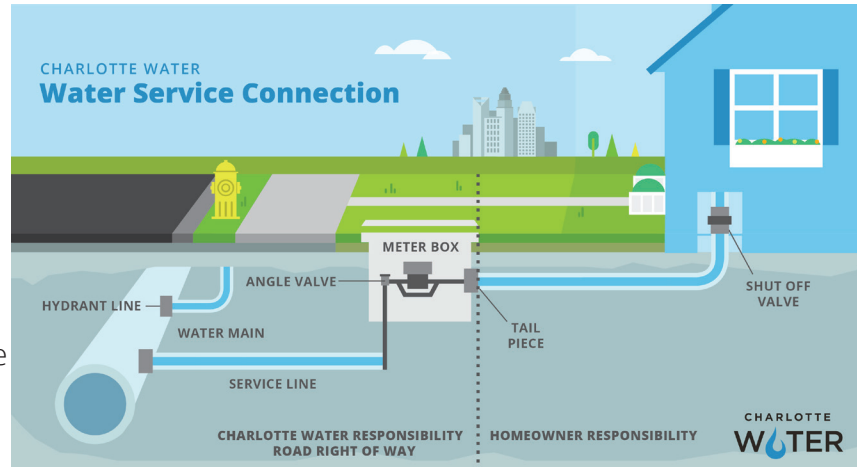 CHARLOTTE WATER
Water Service Connection
METER BOX
ANGLE VALVE
HYDRANT LINE
SHUT OFF
VALVE
TAIL
PIECE
WATER MAIN
e
SERVICE LINE
CHARLOTTE WATER RESPONSIBILITY
ROAD RIGHT OF WAY
HOMEOWNER RESPONSIBILITY
CHARLOTTE
WATER